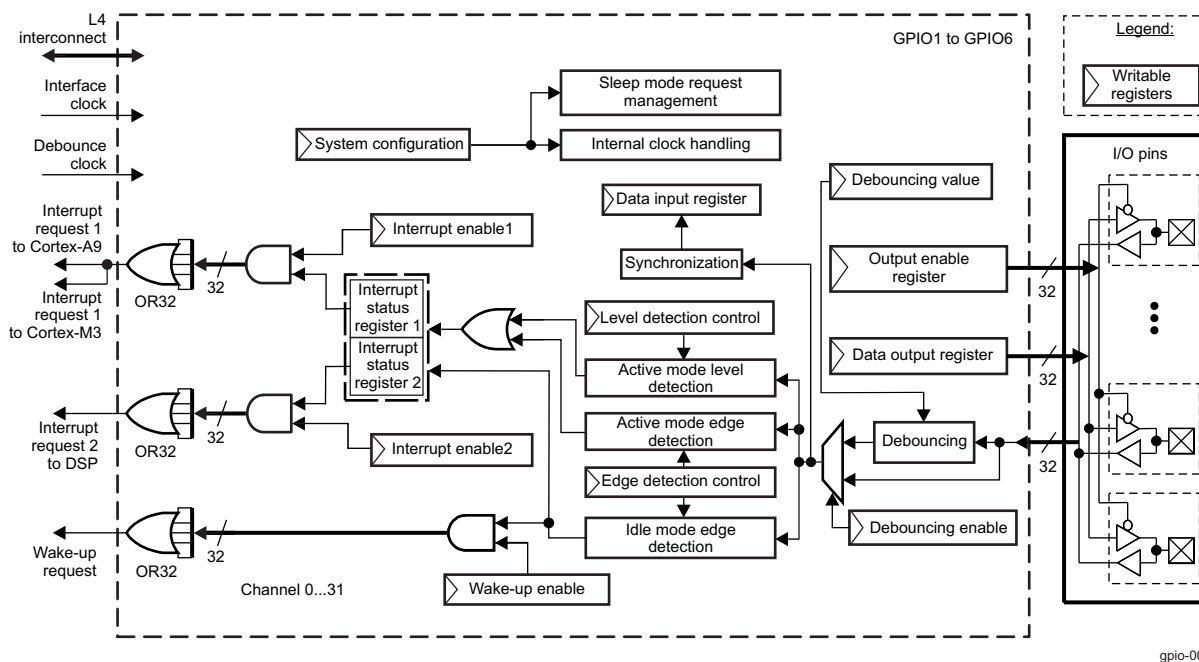 L4
interconnect
GPIO1 to GPIO6
Legend:
Writable
registers
Interface
clock
Sleep mode request
management
System configuration
Internal clock handling
Debounce
clock
I/O pins
Debouncing value
Data input register
Interrupt
request 1
to Cortex-A9
Interrupt enable1
Synchronization
Output enable
register
32
32
OR32
Interrupt
request 1
to Cortex-M3
Interrupt
status
register 1
Level detection control
Interrupt
status
register 2
Active mode level
detection
Data output register
32
32
OR32
Interrupt
request 2
to DSP
Interrupt enable2
Active mode edge
detection
Debouncing
32
Edge detection control
Debouncing enable
Idle mode edge
detection
Wake-up
request
OR32
32
Channel 0...31
Wake-up enable
gpio-00